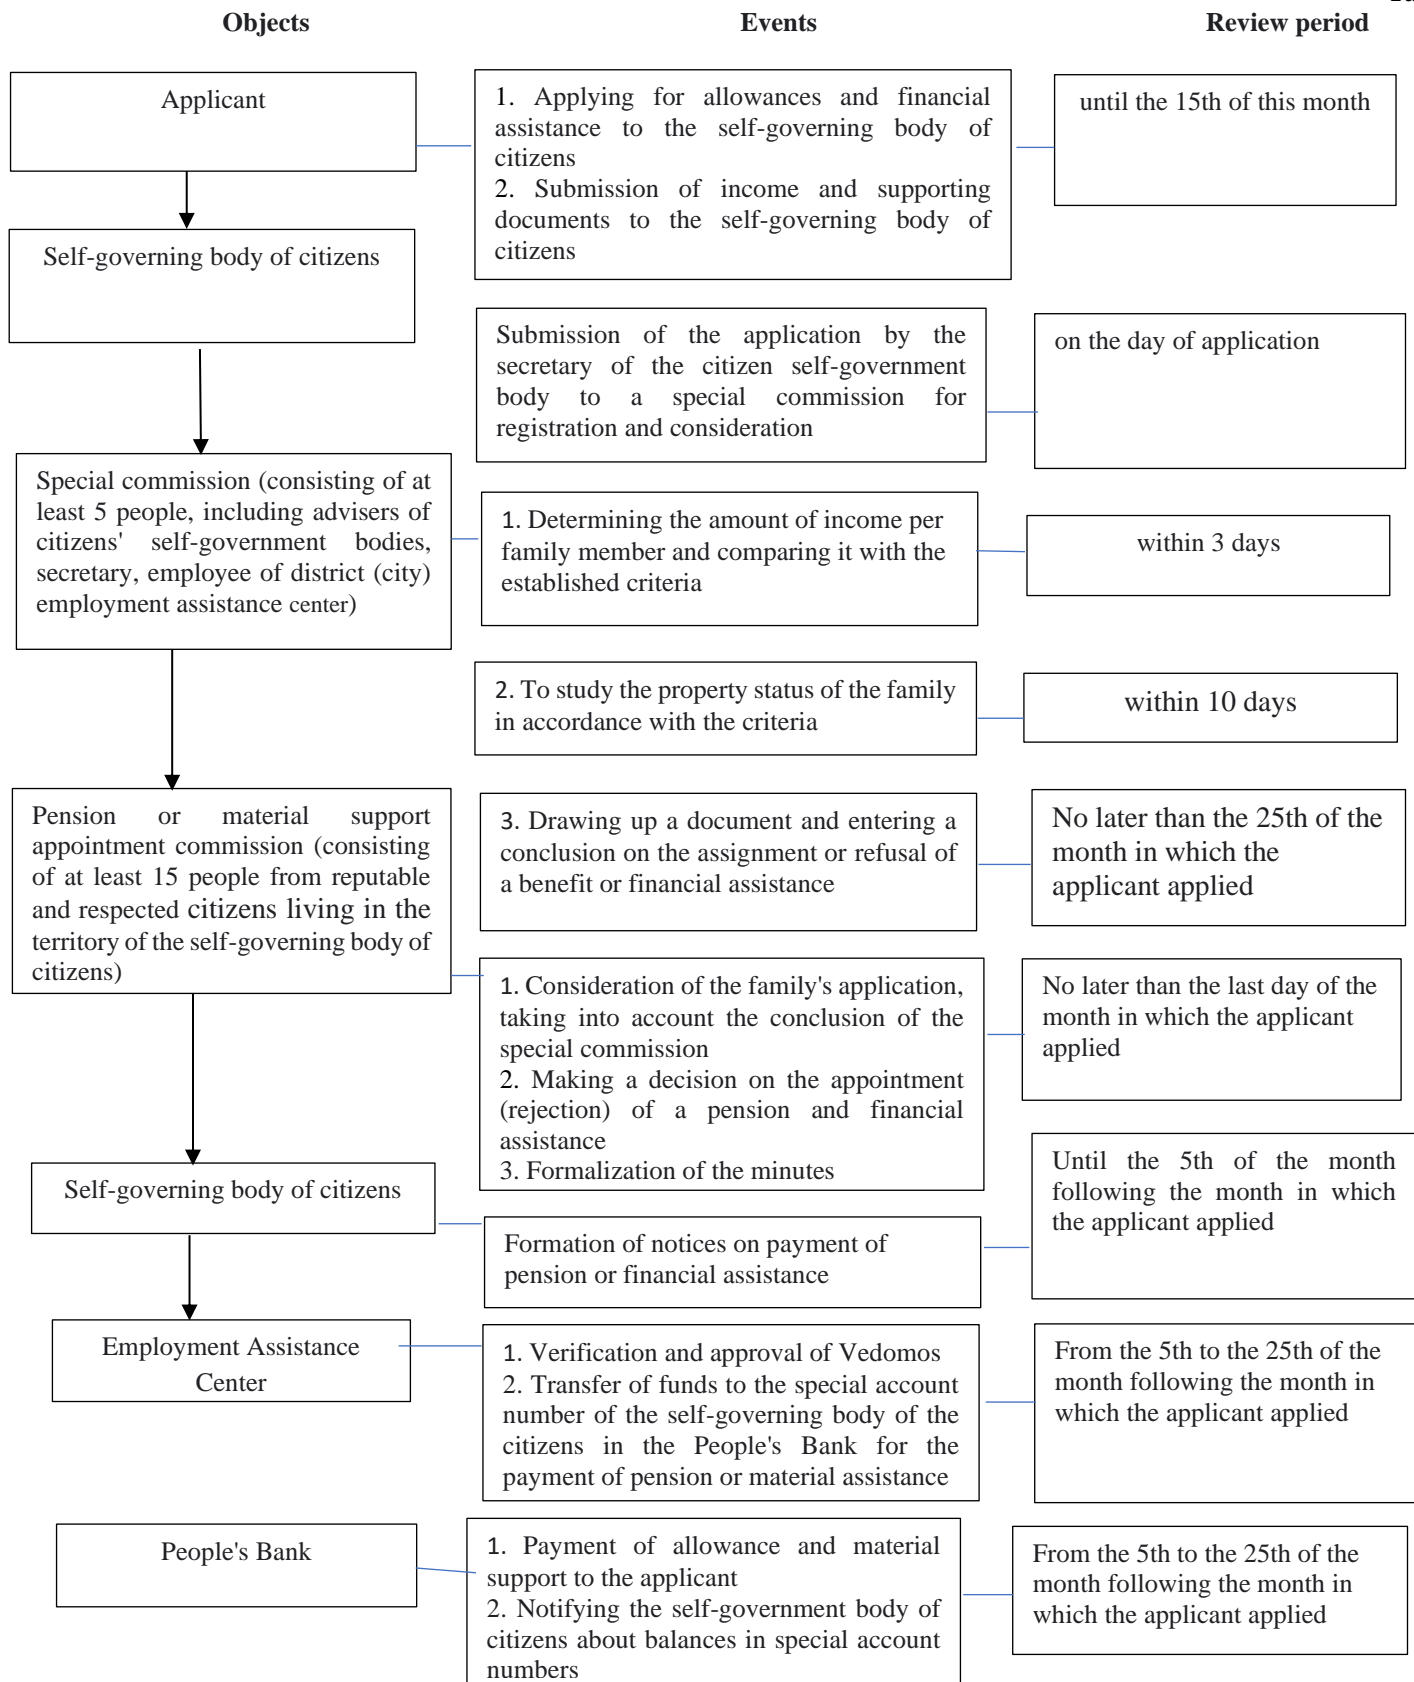 Objects
Events
Review period
Applicant
1. Applying for allowances and financial
assistance to the self-governing body of
citizens
2. Submission of income and supporting
documents to the self-governing body of
citizens
until the 15th of this month
Self-governing body of citizens
Submission of the application by the
secretary of the citizen self-government
body to a special commission for
registration and consideration
on the day of application
Special commission (consisting of at
least 5 people, including advisers of
citizens' self-government bodies,
secretary, employee of district (city)
employment assistance center)
1. Determining the amount of income per
family member and comparing it with the
established criteria
within 3 days
2. To study the property status of the family
in accordance with the criteria
within 10 days
Pension or material support
appointment commission (consisting
of at least 15 people from reputable
and respected citizens living in the
territory of the self-governing body of
citizens)
3. Drawing up a document and entering a
conclusion on the assignment or refusal of
a benefit or financial assistance
No later than the 25th of the
month in which the
applicant applied
1. Consideration of the family's application,
taking into account the conclusion of the
special commission
2. Making a decision on the appointment
(rejection) of a pension and financial
assistance
3. Formalization of the minutes
No later than the last day of the
month in which the applicant
applied
Self-governing body of citizens
Formation of notices on payment of
pension or financial assistance
Until the 5th of the month
following the month in which
the applicant applied
Employment Assistance
Center
1. Verification and approval of Vedomos
2. Transfer of funds to the special account
number of the self-governing body of the
citizens in the People's Bank for the
payment of pension or material assistance
From the 5th to the 25th of the
month following the month in
which the applicant applied
People's Bank
1. Payment of allowance and material
support to the applicant
2. Notifying the self-government body of
citizens about balances in special account
numbers
From the 5th to the 25th of the
month following the month in
which the applicant applied